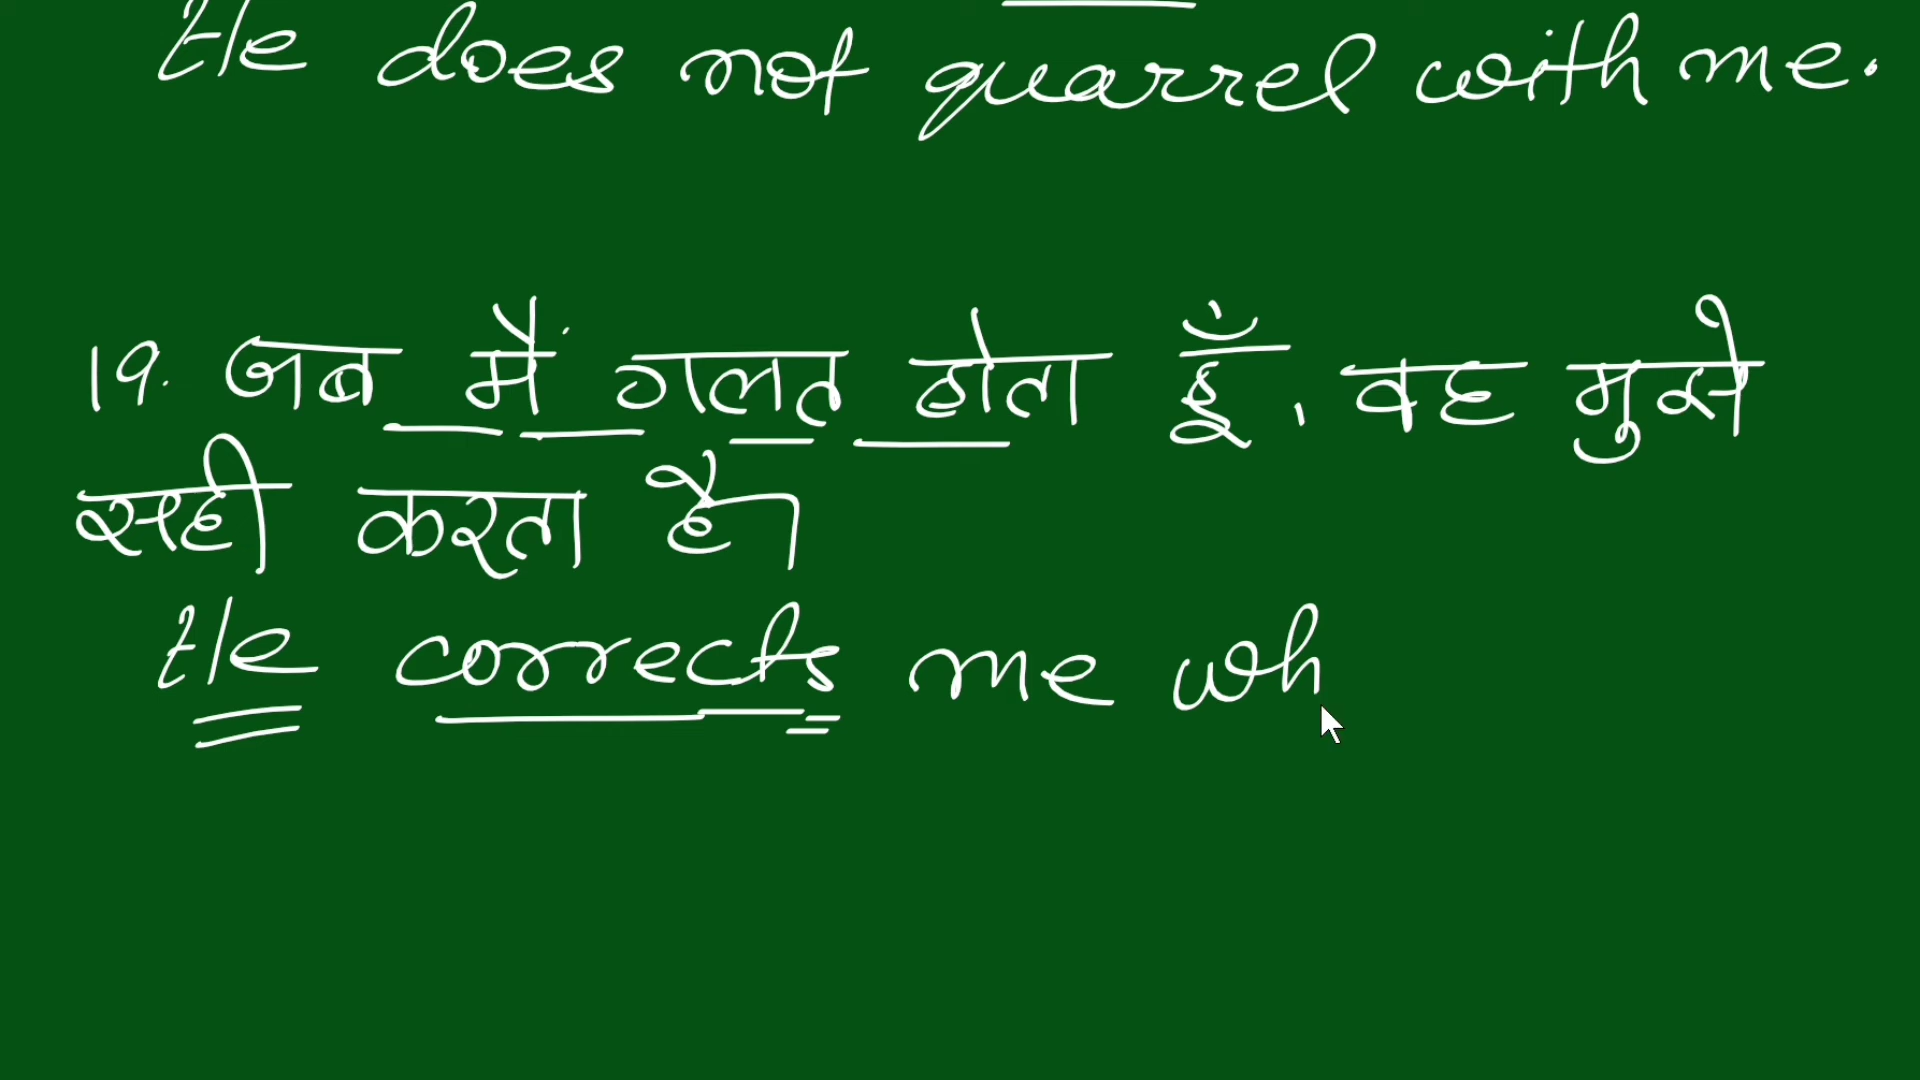 He does not quarrel with me.
19. जब मैं गलत होता हूँ, वह मुझे
सही करता है।
He corrects me wh